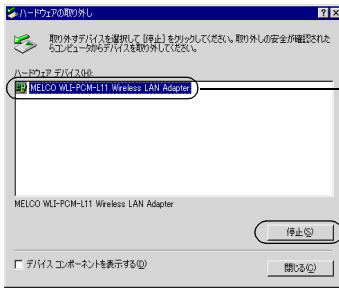 ハードウェアの取り外し
取り外すデバイスを選択して [停止] をクリックしてください。取り外しの安全が確認された
らコンピュータからデバイスを取り外してください。
ハードウェア デバイス(H):
MELCO WLI-PCM-L11 Wireless LAN Adapter
MELCO WLI-PCM-L11 Wireless LAN Adapter
停止(S)
デバイス コンポーネントを表示する(D)
閉じる(C)